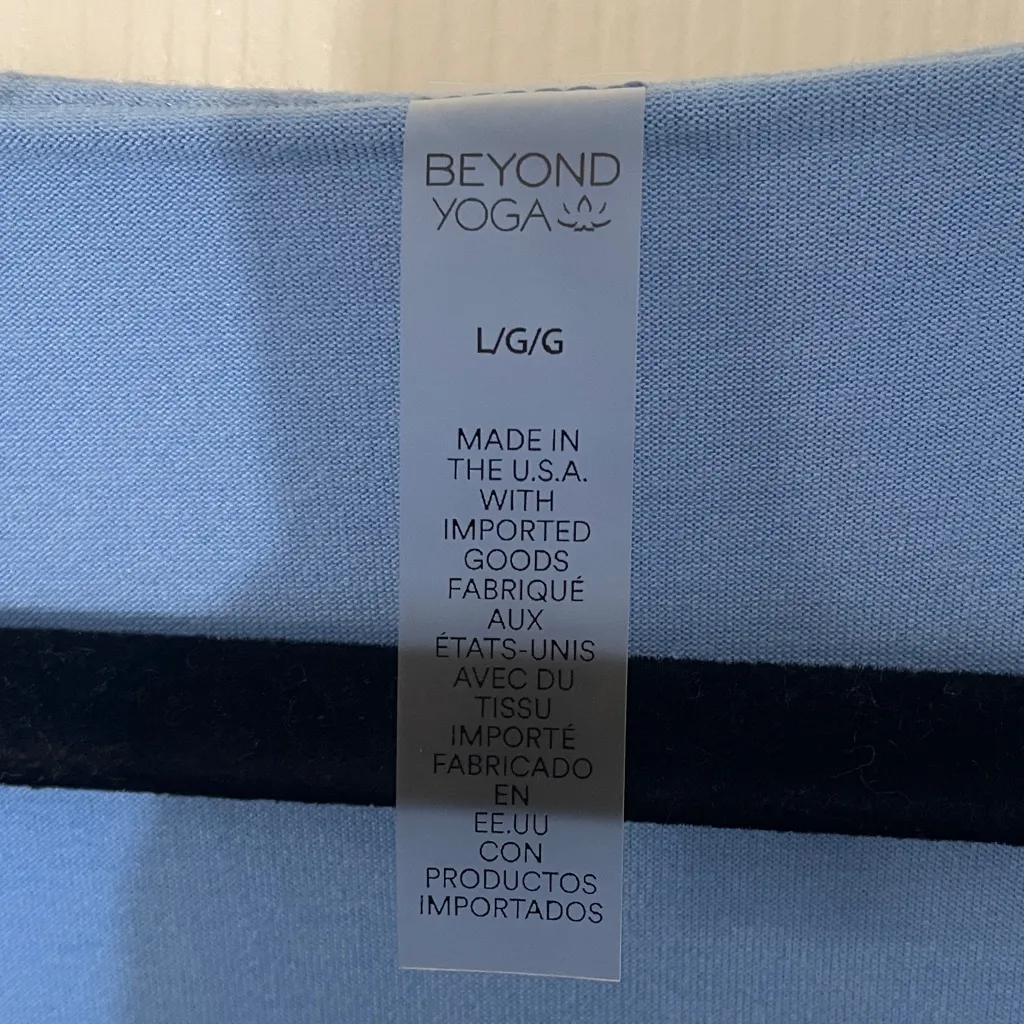 BEYOND
YOGA
L/G/G
MADE IN
THE U.S.A.
WITH
IMPORTED
GOODS
FABRIQUÉ
AUX
ÉTATS-UNIS
AVEC DU
TISSU
IMPORTÉ
FABRICADO
EN
EE.UU
CON
PRODUCTOS
IMPORTADOS